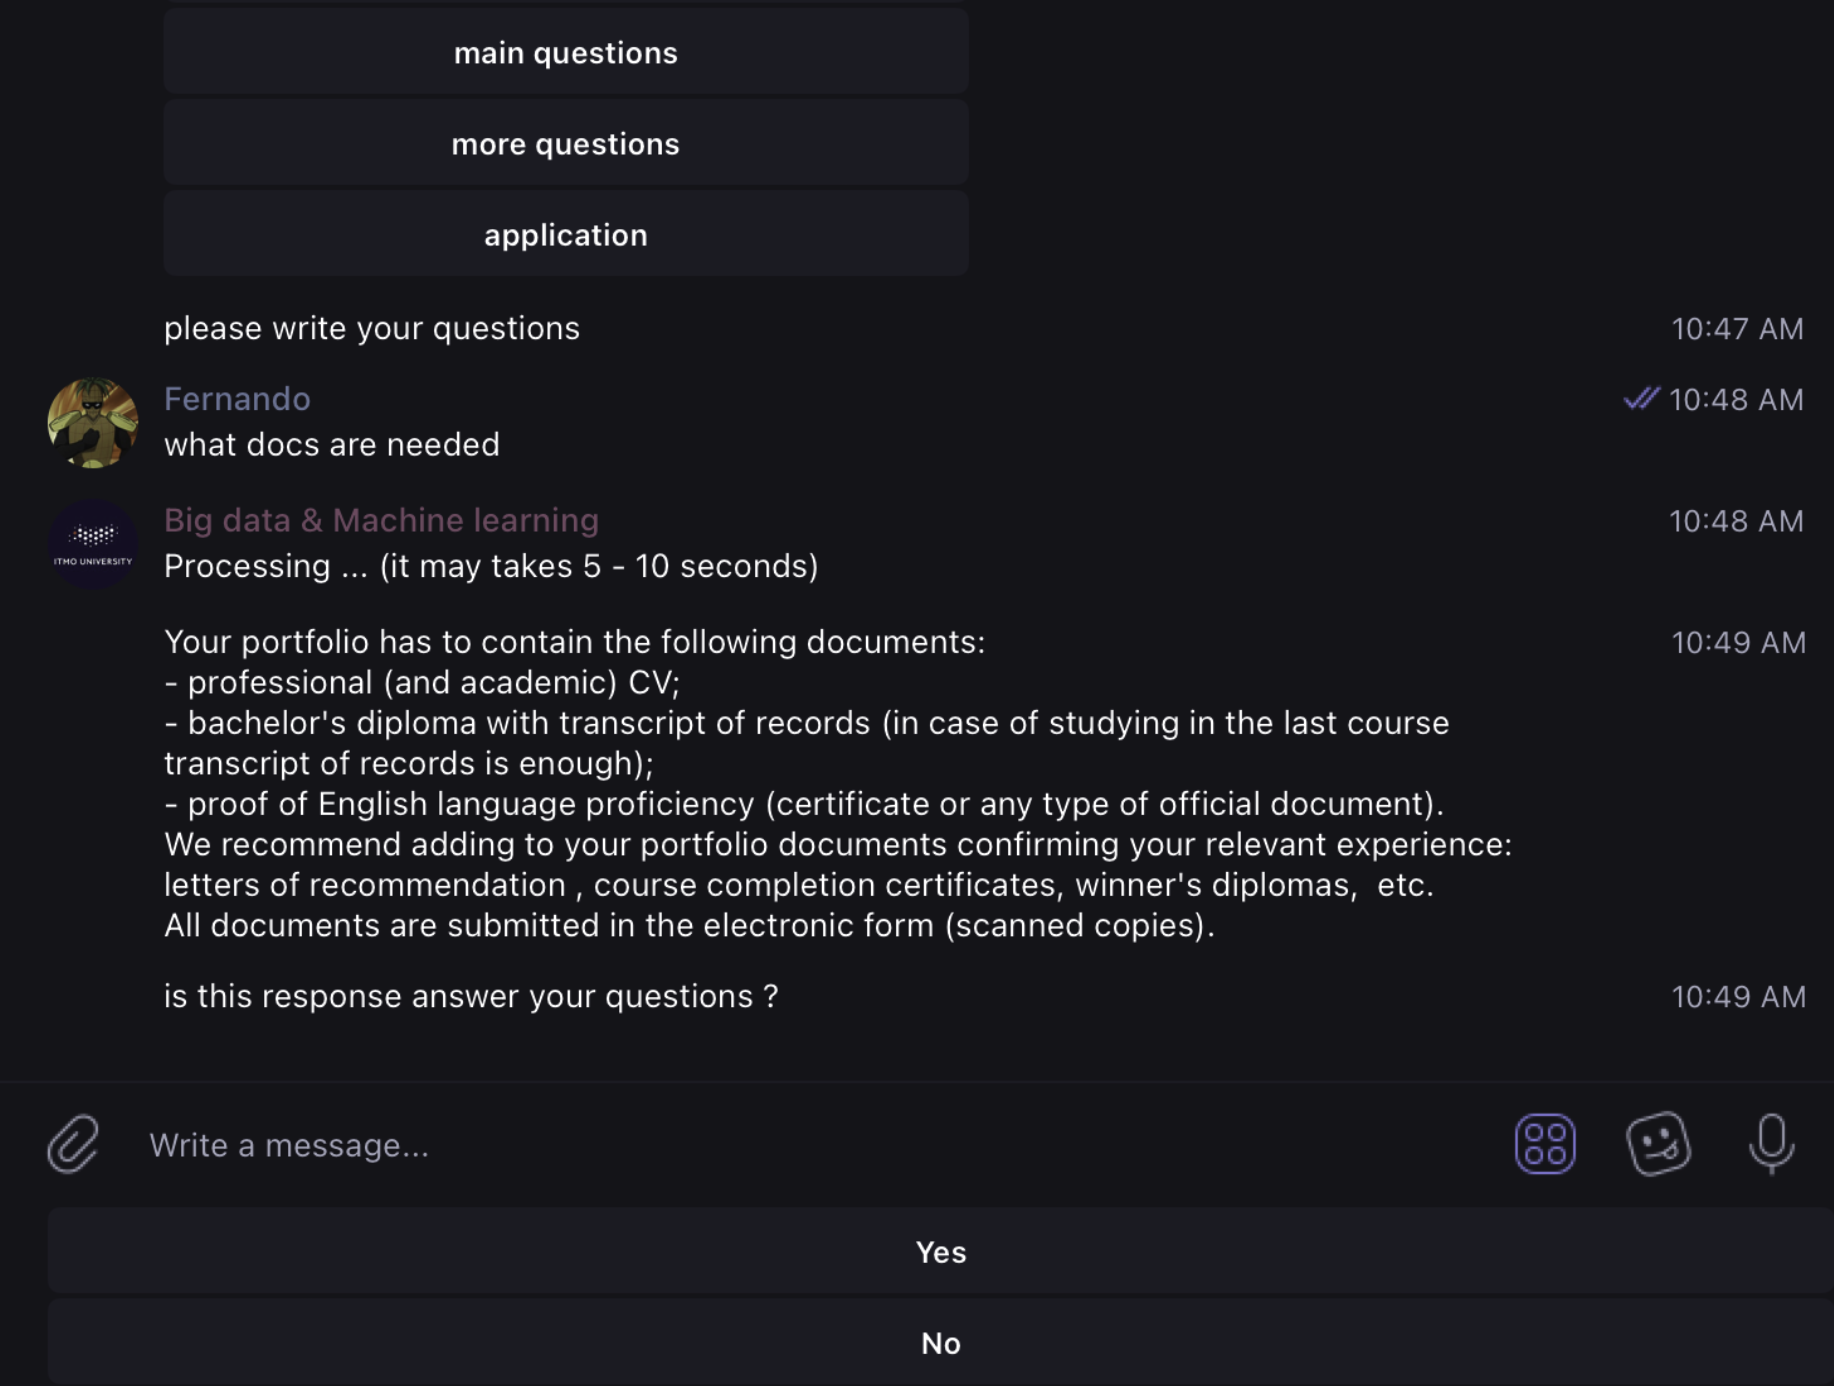 main questions
more questions
application
please write your questions
10:47 AM
Fernando
10:48 AM
what docs are needed
Big data & Machine learning
10:48 AM
ITMO UNIVERSITY
Processing ... (it may takes 5 - 10 seconds)
Your portfolio has to contain the following documents:
10:49 AM
- professional (and academic) CV;
- bachelor's diploma with transcript of records (in case of studying in the last course
transcript of records is enough);
- proof of English language proficiency (certificate or any type of official document).
We recommend adding to your portfolio documents confirming your relevant experience:
letters of recommendation , course completion certificates, winner's diplomas,  etc.
All documents are submitted in the electronic form (scanned copies).
is this response answer your questions ?
10:49 AM
Write a message...
Yes
No